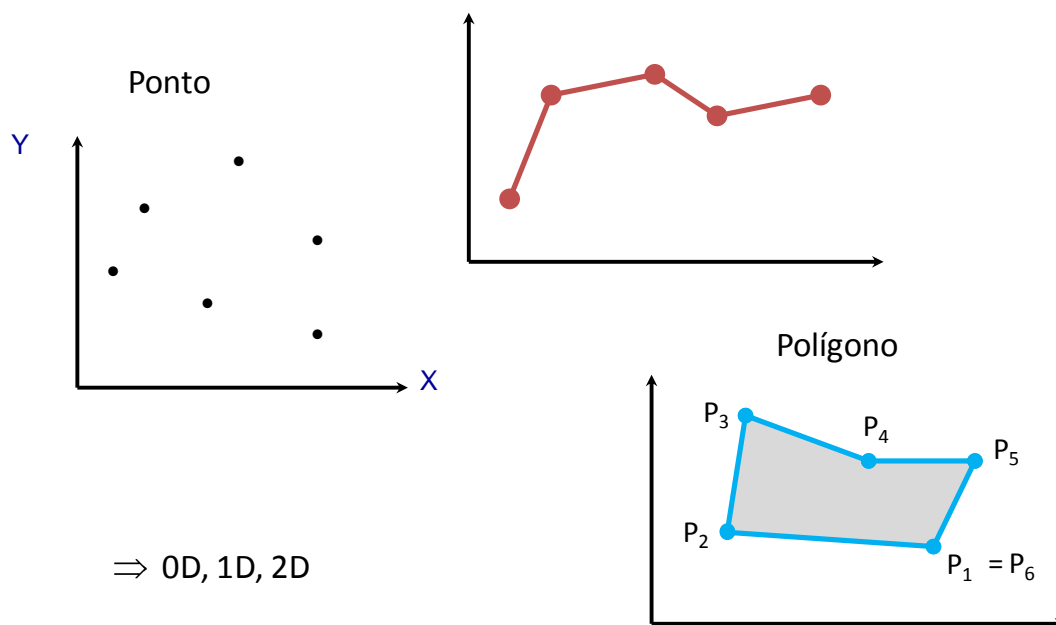 Ponto
Y
X
Polígono
P3
P4
P5
P2
P1 = P6
⇒ 0D, 1D, 2D